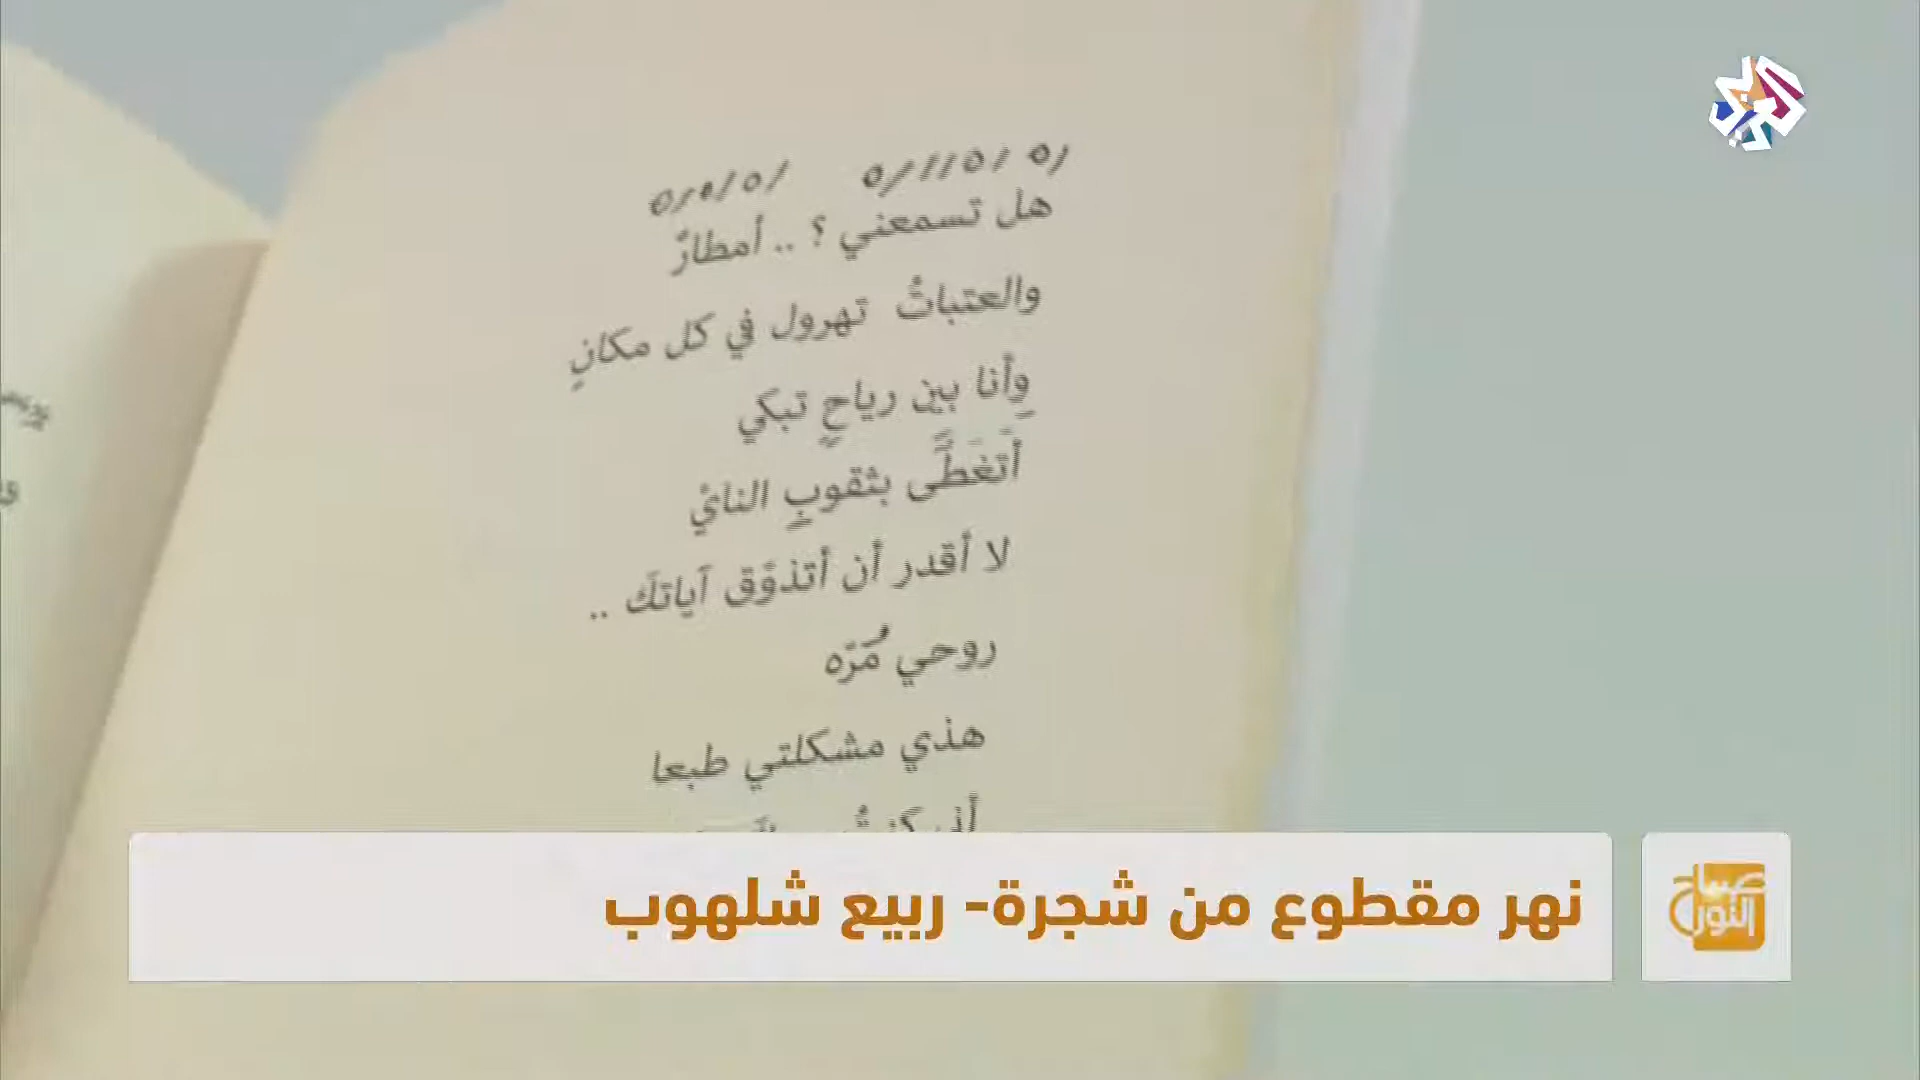 هل تسمعني ؟ .. أمطارٌ
والعتباتُ تهرول في كل مكانٍ
وأنا بين رياحٍ تبكي
أتغطَّى بثقوبِ النايْ
لا أقدر أن أتذوّق آياتكَ ..
روحي مُرّه
هذي مشكلتي طبعا
نهر مقطوع من شجرة- ربيع شلهوب
صباح
النور